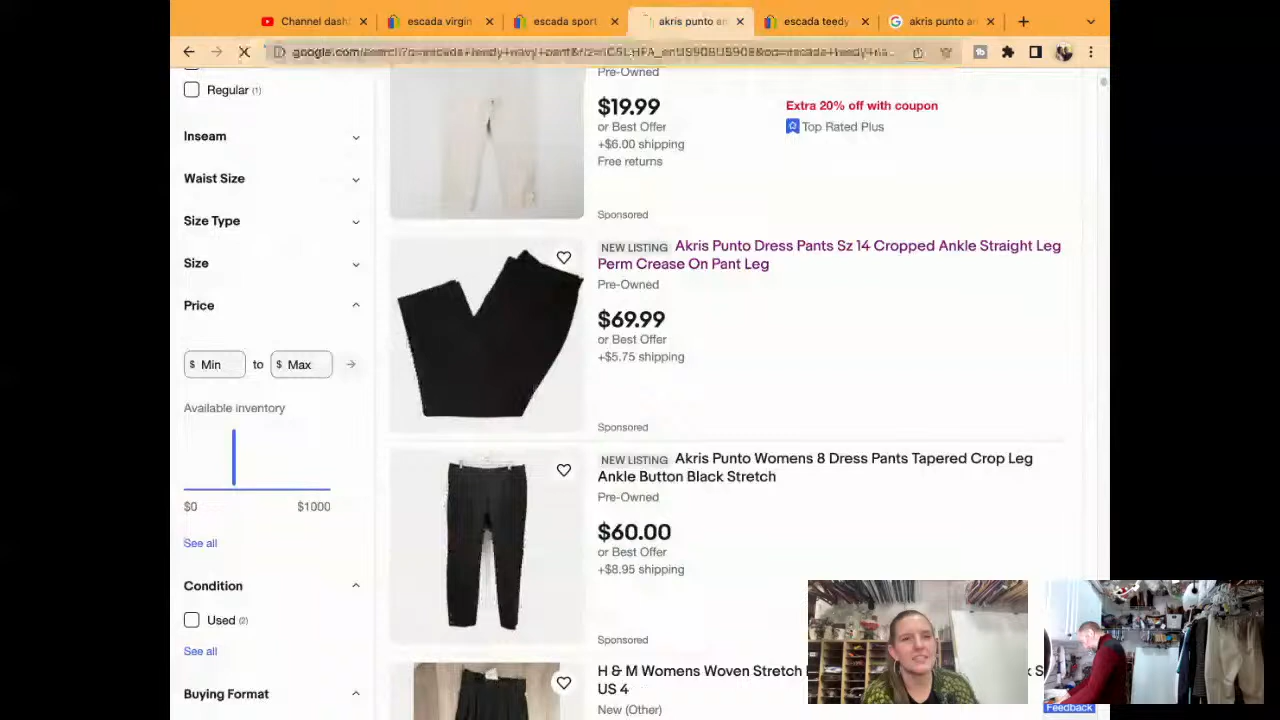 Channel dash
escada virgin
escada sport
akris punto an
escada teedy
akris punto an
Regular (1)
Inseam
Waist Size
Size Type
Size
Price
$ Min to $ Max
Available inventory
$0 $1000
See all
Condition
Used (2)
See all
Buying Format
Pre-Owned
$19.99
or Best Offer
+$6.00 shipping
Free returns
Extra 20% off with coupon
Top Rated Plus
Sponsored
NEW LISTING Akris Punto Dress Pants Sz 14 Cropped Ankle Straight Leg
Perm Crease On Pant Leg
Pre-Owned
$69.99
or Best Offer
+$5.75 shipping
Sponsored
NEW LISTING Akris Punto Womens 8 Dress Pants Tapered Crop Leg
Ankle Button Black Stretch
Pre-Owned
$60.00
or Best Offer
+$8.95 shipping
Sponsored
H & M Womens Woven Stretch
US 4
New (Other)
Feedback